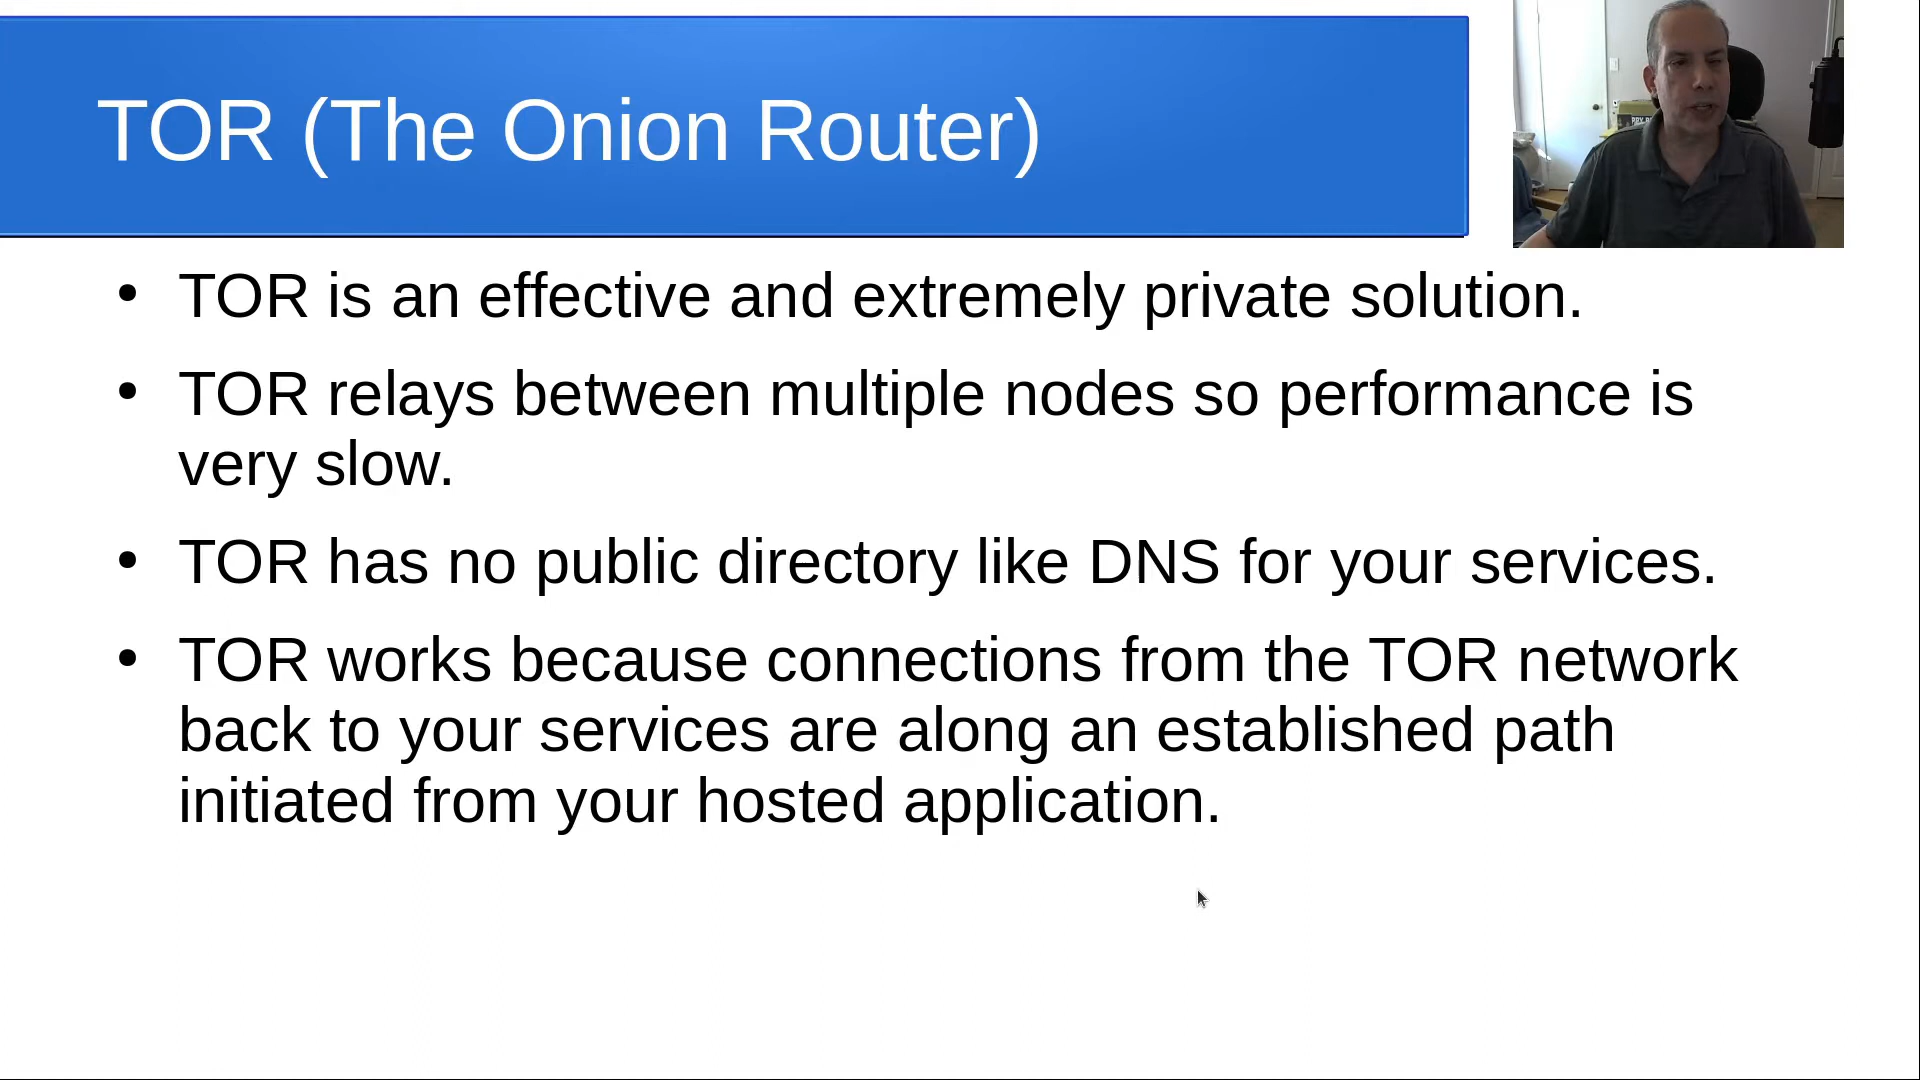 TOR (The Onion Router)
• TOR is an effective and extremely private solution.
• TOR relays between multiple nodes so performance is
very slow.
• TOR has no public directory like DNS for your services.
• TOR works because connections from the TOR network
back to your services are along an established path
initiated from your hosted application.